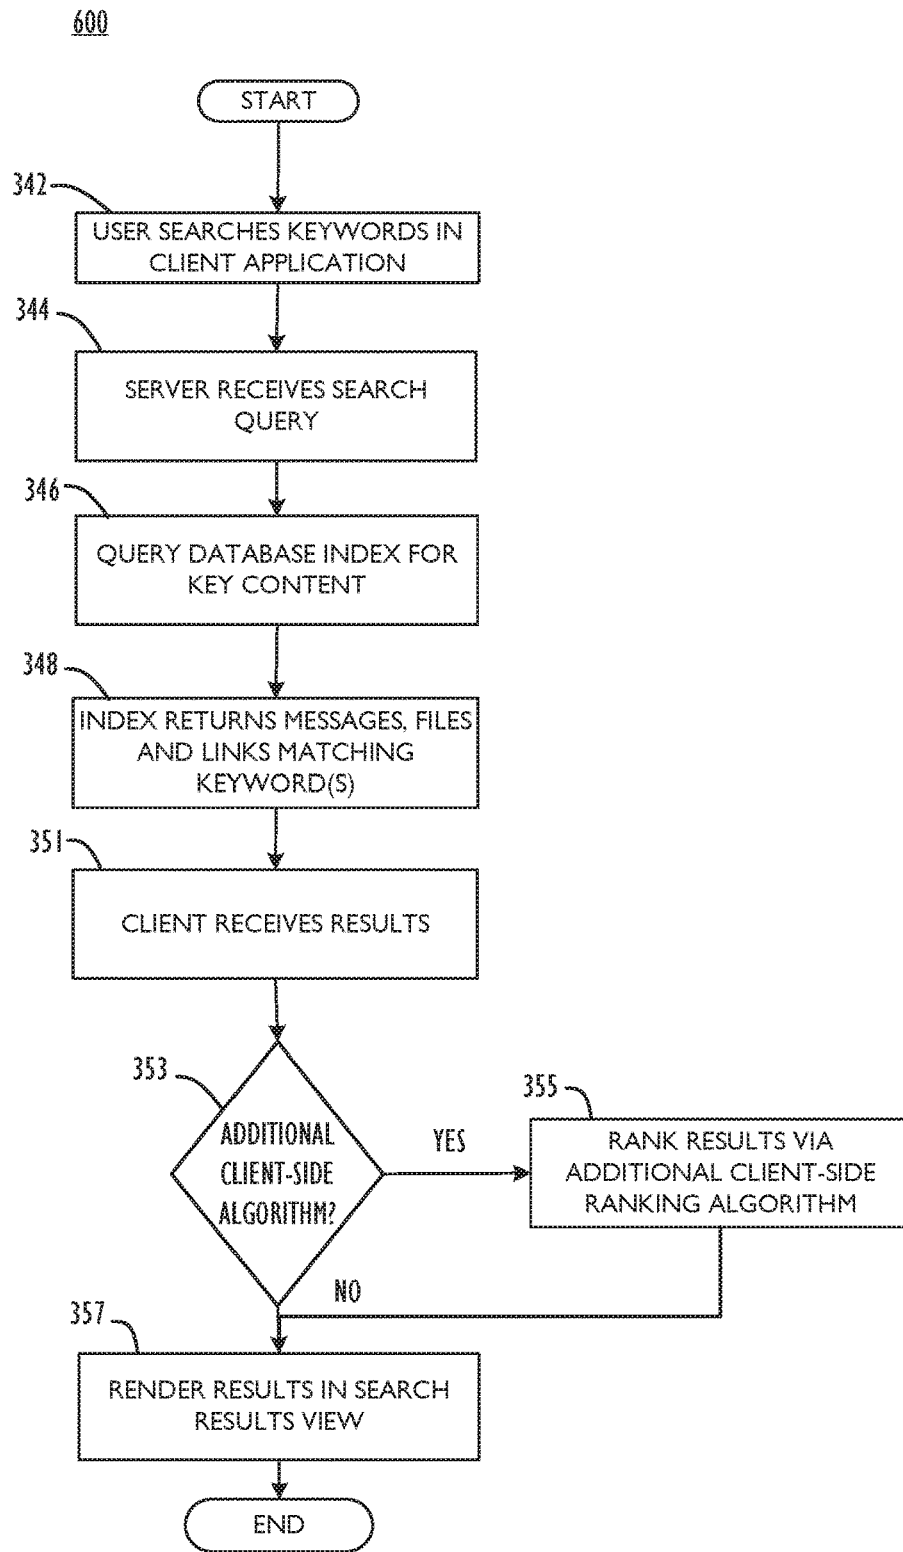 600
START
342
USER SEARCHES KEYWORDS IN
CLIENT APPLICATION
344
SERVER RECEIVES SEARCH
QUERY
346
QUERY DATABASE INDEX FOR
KEY CONTENT
348
INDEX RETURNS MESSAGES, FILES
AND LINKS MATCHING
KEYWORD(S)
351
CLIENT RECEIVES RESULTS
353
ADDITIONAL
CLIENT-SIDE
ALGORITHM?
YES
355
RANK RESULTS VIA
ADDITIONAL CLIENT-SIDE
RANKING ALGORITHM
NO
357
RENDER RESULTS IN SEARCH
RESULTS VIEW
END